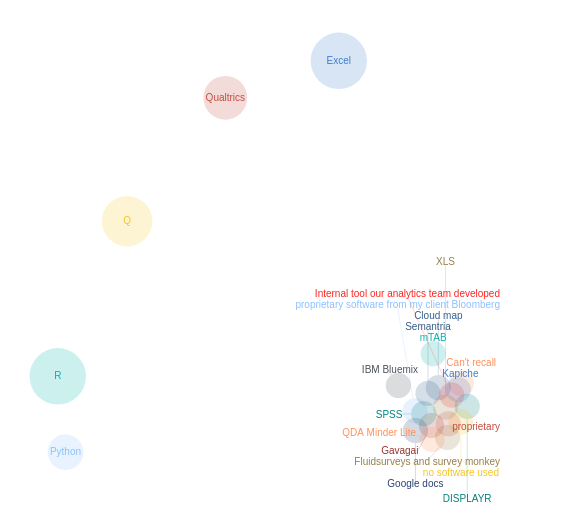 Excel
Qualtrics
Q
XLS
Internal tool our analytics team developed
proprietary software from my client Bloomberg
Cloud map
Semantria
mTAB
Can't recall
IBM Bluemix
Kapiche
R
SPSS
proprietary
QDA Minder Lite
Gavagai
Python
Fluidsurveys and survey monkey
no software used
Google docs
DISPLAYR